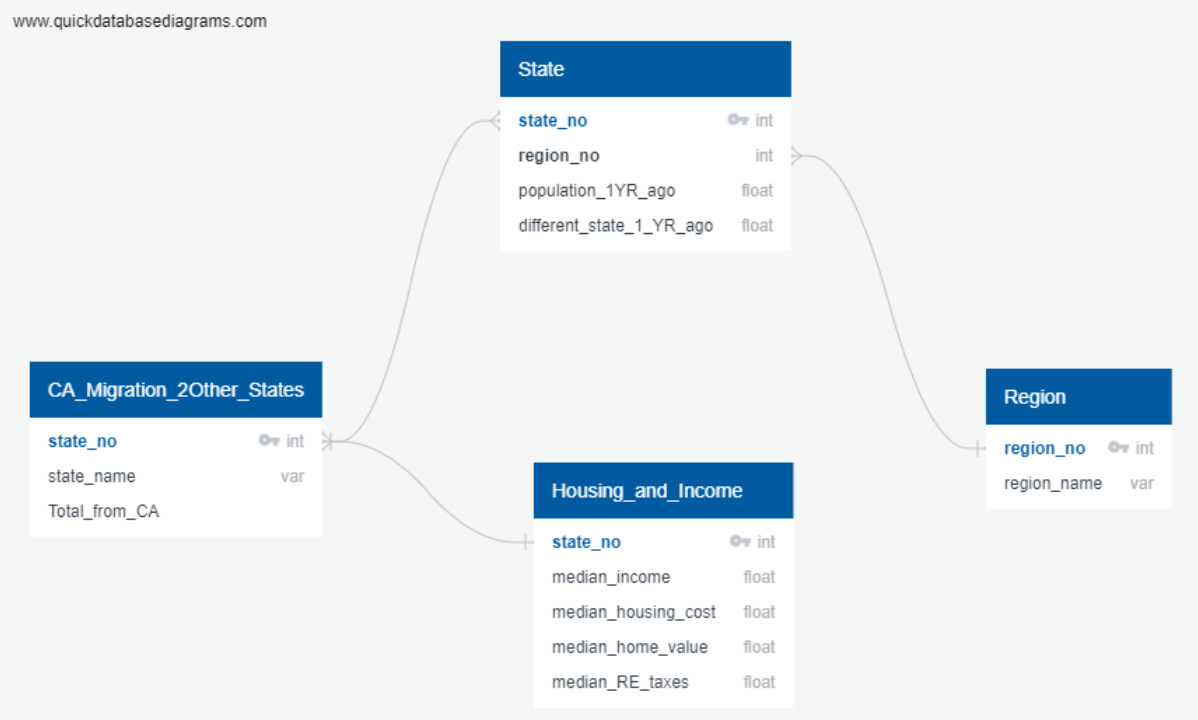 www.quickdatabasediagrams.com
State
state_no int
region_no int
population_1YR_ago float
different_state_1_YR_ago float
CA_Migration_2Other_States
state_no int
state_name var
Total_from_CA
Housing_and_Income
state_no int
median_income float
median_housing_cost float
median_home_value float
median_RE_taxes float
Region
region_no int
region_name var